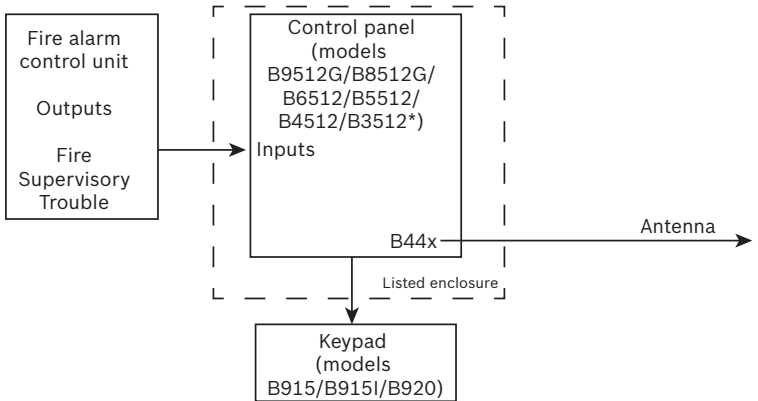 Fire alarm
control unit
Outputs
Fire
Supervisory
Trouble
Control panel
(models
B9512G/B8512G/
B6512/B5512/
B4512/B3512*)
Inputs
B44x
Antenna
Listed enclosure
Keypad
(models
B915/B915I/B920)